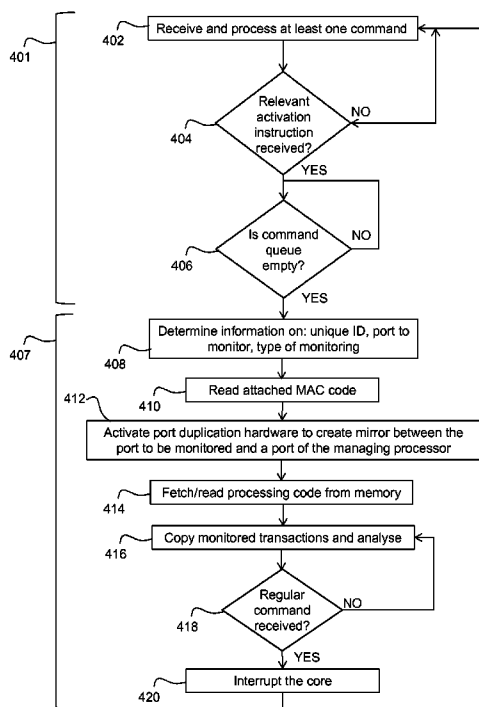 401
402
Receive and process at least one command
Relevant
activation
instruction
received?
NO
404
YES
Is command
queue
empty?
NO
406
YES
407
Determine information on: unique ID, port to
monitor, type of monitoring
408
Read attached MAC code
410
412
Activate port duplication hardware to create mirror between the
port to be monitored and a port of the managing processor
Fetch/read processing code from memory
414
Copy monitored transactions and analyse
416
Regular
command
received?
NO
418
YES
Interrupt the core
420